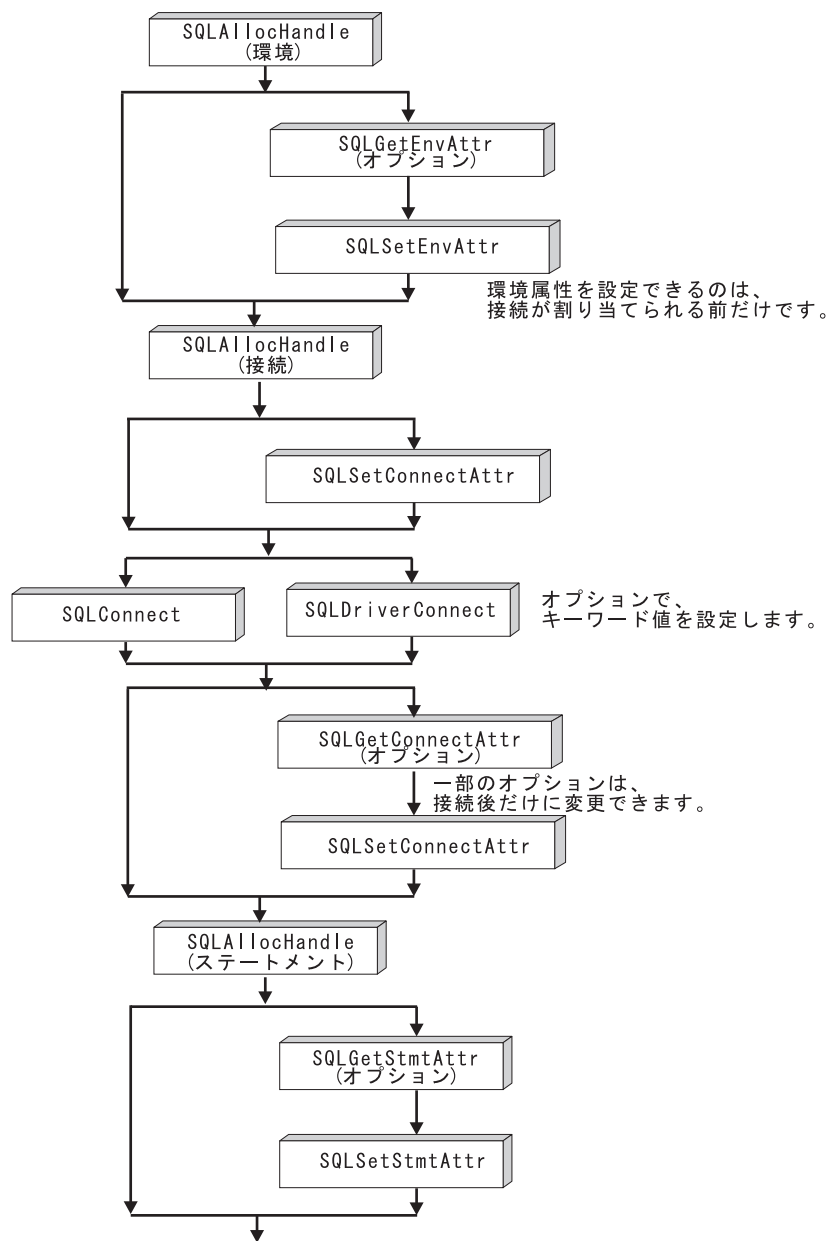 SQLAllocHandle
(環境)
SQLGetEnvAttr
(オプション)
SQLSetEnvAttr
環境属性を設定できるのは、
接続が割り当てられる前だけです。
SQLAllocHandle
(接続)
SQLSetConnectAttr
SQLConnect
SQLDriverConnect
オプションで、
キーワード値を設定します。
SQLGetConnectAttr
(オプション)
一部のオプションは、
接続後だけに変更できます。
SQLSetConnectAttr
SQLAllocHandle
(ステートメント)
SQLGetStmtAttr
(オプション)
SQLSetStmtAttr